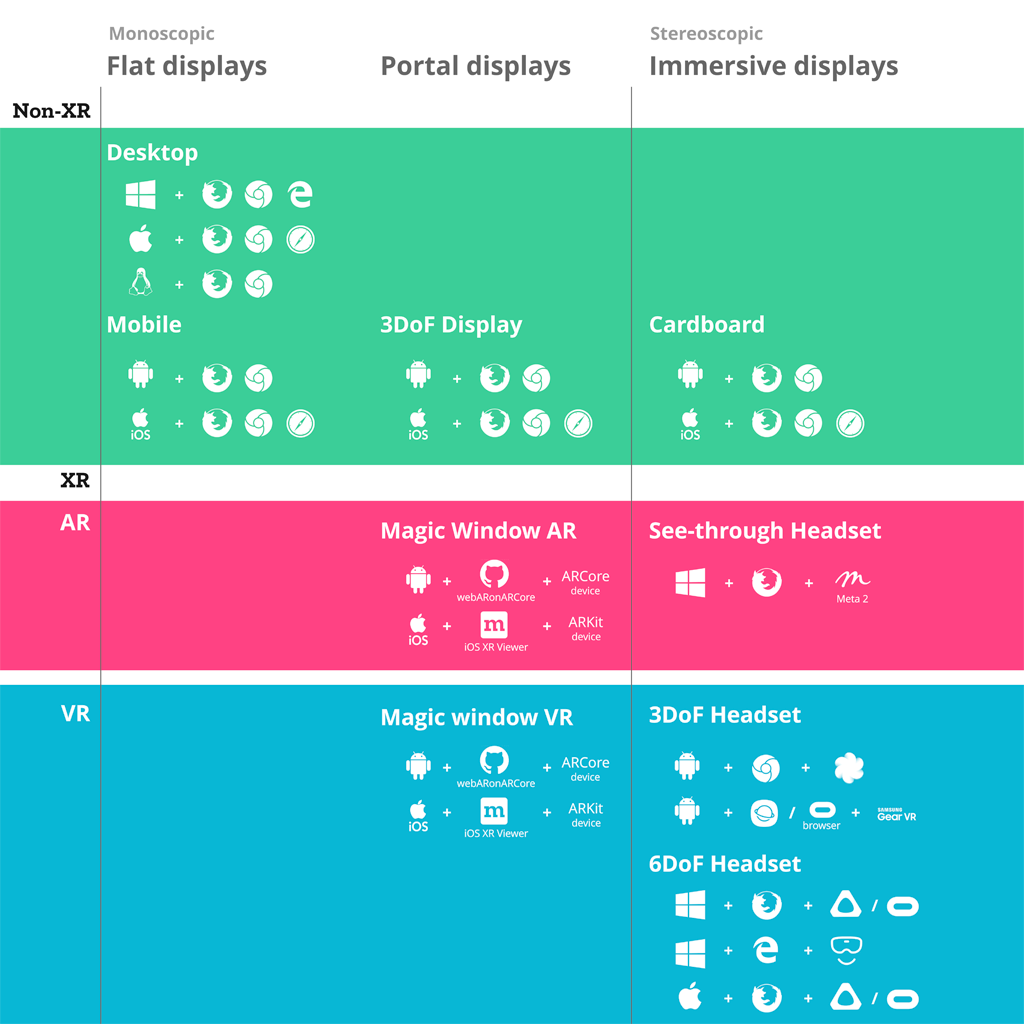 Monoscopic
Stereoscopic
Flat displays
Portal displays
Immersive displays
Non-XR
Desktop
+
+
+
Mobile
3DoF Display
Cardboard
+
+
+
iOS +
iOS +
iOS +
XR
AR
Magic Window AR
See-through Headset
+ webARonARCore + ARCore device
+ + Meta 2
iOS + m iOS XR Viewer + ARKit device
VR
Magic window VR
3DoF Headset
+ webARonARCore + ARCore device
+ +
iOS + m iOS XR Viewer + ARKit device
+ / browser + SAMSUNG Gear VR
6DoF Headset
+ + /
+ +
+ + /